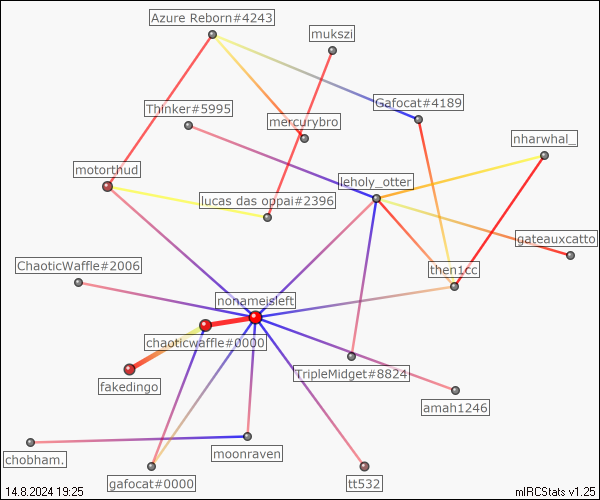 Azure Reborn#4243
mukszi
Gafocat#4189
Thinker#5995
mercurybro
nharwhal_
motorthud
leholy_otter
lucas das oppai#2396
gateauxcatto
ChaoticWaffle#2006
then1cc
nonameisleft
chaoticwaffle#0000
TripleMidget#8824
fakedingo
amah1246
moonraven
chobham.
gafocat#0000
tt532
14.8.2024 19:25
mIRCStats v1.25